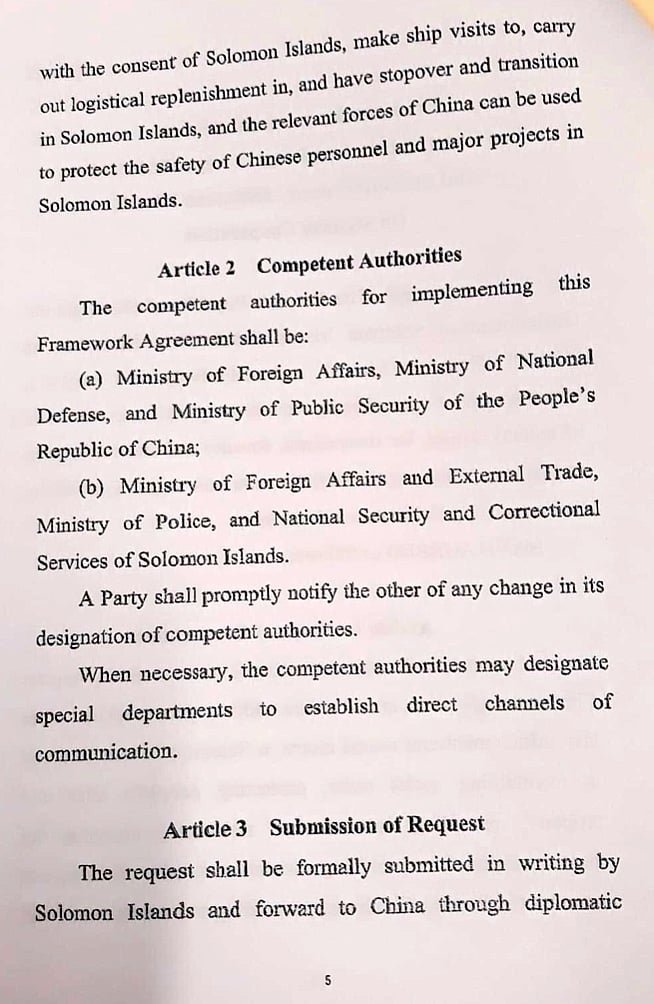 with the consent of Solomon Islands, make ship visits to, carry
out logistical replenishment in, and have stopover and transition
in Solomon Islands, and the relevant forces of China can be used
to protect the safety of Chinese personnel and major projects in
Solomon Islands.
Article 2 Competent Authorities
The competent authorities for implementing this
Framework Agreement shall be:
(a) Ministry of Foreign Affairs, Ministry of National
Defense, and Ministry of Public Security of the People's
Republic of China;
(b) Ministry of Foreign Affairs and External Trade,
Ministry of Police, and National Security and Correctional
Services of Solomon Islands.
A Party shall promptly notify the other of any change in its
designation of competent authorities.
When necessary, the competent authorities may designate
special departments to establish direct channels of
communication.
Article 3 Submission of Request
The request shall be formally submitted in writing by
Solomon Islands and forward to China through diplomatic
5